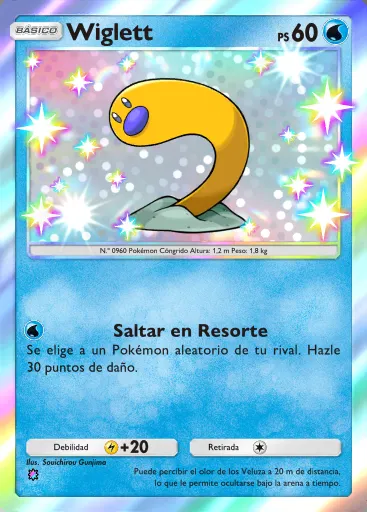 BÁSICO Wiglett PS 60
N.º 0960 Pokémon Cóngrido Altura: 1,2 m Peso: 1,8 kg
Saltar en Resorte
Se elige a un Pokémon aleatorio de tu rival. Hazle
30 puntos de daño.
Debilidad +20 Retirada
Ilus. Souichirou Gunjima
Puede percibir el olor de los Veluza a 20 m de distancia,
lo que le permite ocultarse bajo la arena a tiempo.